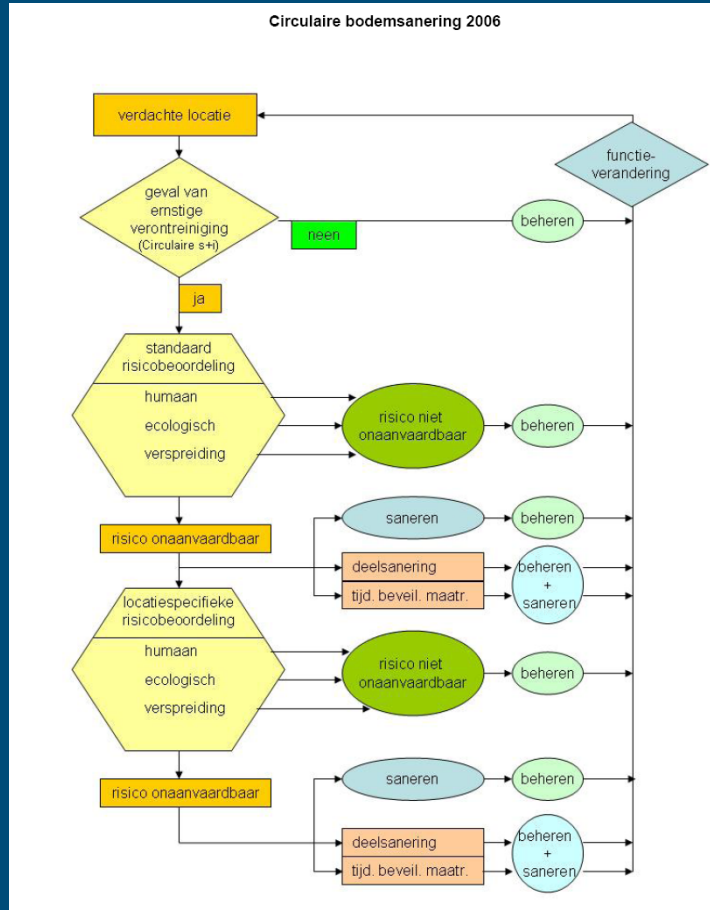 Circulaire bodemsanering 2006
verdachte locatie
functie-
verandering
geval van
ernstige
verontreiniging
(Circulaire s+i)
neen
beheren
ja
standaard
risicobeoordeling
humaan
ecologisch
verspreiding
risico niet
onaanvaardbaar
beheren
risico onaanvaardbaar
saneren
beheren
deelsanering
tijd. beveil. maatr.
beheren
+
saneren
locatiespecifieke
risicobeoordeling
humaan
ecologisch
verspreiding
risico niet
onaanvaardbaar
beheren
risico onaanvaardbaar
saneren
beheren
deelsanering
tijd. beveil. maatr.
beheren
+
saneren